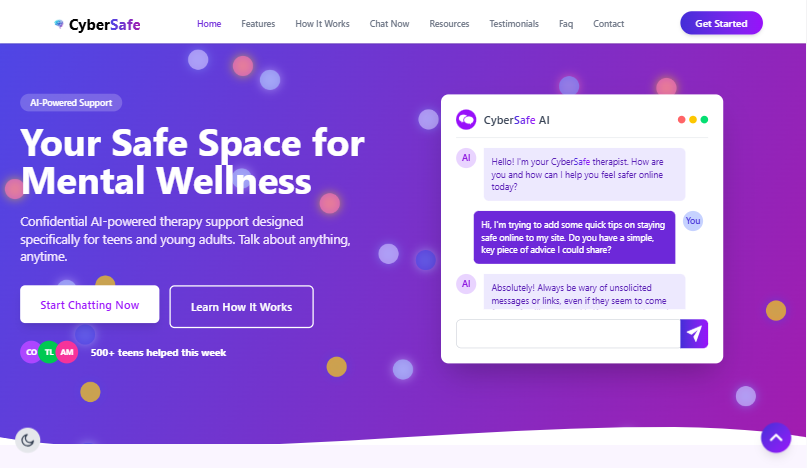 CyberSafe
Home Features How It Works Chat Now Resources Testimonials Faq Contact
Get Started
AI-Powered Support
Your Safe Space for
Mental Wellness
Confidential AI-powered therapy support designed
specifically for teens and young adults. Talk about anything,
anytime.
Start Chatting Now
Learn How It Works
CO TL AM
500+ teens helped this week
CyberSafe AI
AI
Hello! I'm your CyberSafe therapist. How are
you and how can I help you feel safer online
today?
You
Hi, I'm trying to add some quick tips on staying
safe online to my site. Do you have a simple,
key piece of advice I could share?
AI
Absolutely! Always be wary of unsolicited
messages or links, even if they seem to come